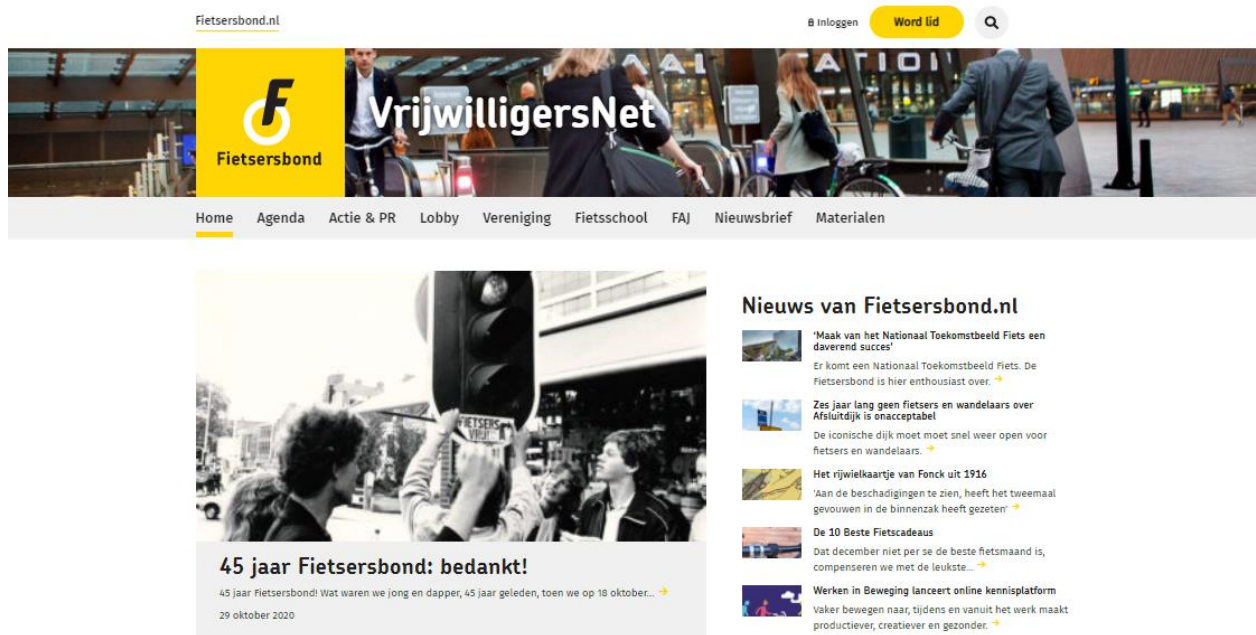 Fietsersbond.nl
Inloggen
Word lid
Fietsersbond
VrijwilligersNet
Home Agenda Actie & PR Lobby Vereniging Fietsschool FAJ Nieuwsbrief Materialen
FIETSERS
VRIJ!
45 jaar Fietsersbond: bedankt!
45 jaar Fietsersbond! Wat waren we jong en dapper, 45 jaar geleden, toen we op 18 oktober...
29 oktober 2020
Nieuws van Fietsersbond.nl
'Maak van het Nationaal Toekomstbeeld Fiets een
daverend succes'
Er komt een Nationaal Toekomstbeeld Fiets. De
Fietsersbond is hier enthousiast over.
Zes jaar lang geen fietsers en wandelaars over
Afsluitdijk is onacceptabel
De iconische dijk moet moet snel weer open voor
fietsers en wandelaars.
Het rijwielkaartje van Fonck uit 1916
'Aan de beschadigingen te zien, heeft het tweemaal
gevouwen in de binnenzak heeft gezeten'
De 10 Beste Fietscadeaus
Dat december niet per se de beste fietsmaand is,
compenseren we met de leukste...
Werken in Beweging lanceert online kennisplatform
Vaker bewegen naar, tijdens en vanuit het werk maakt
productiever, creatiever en gezonder.